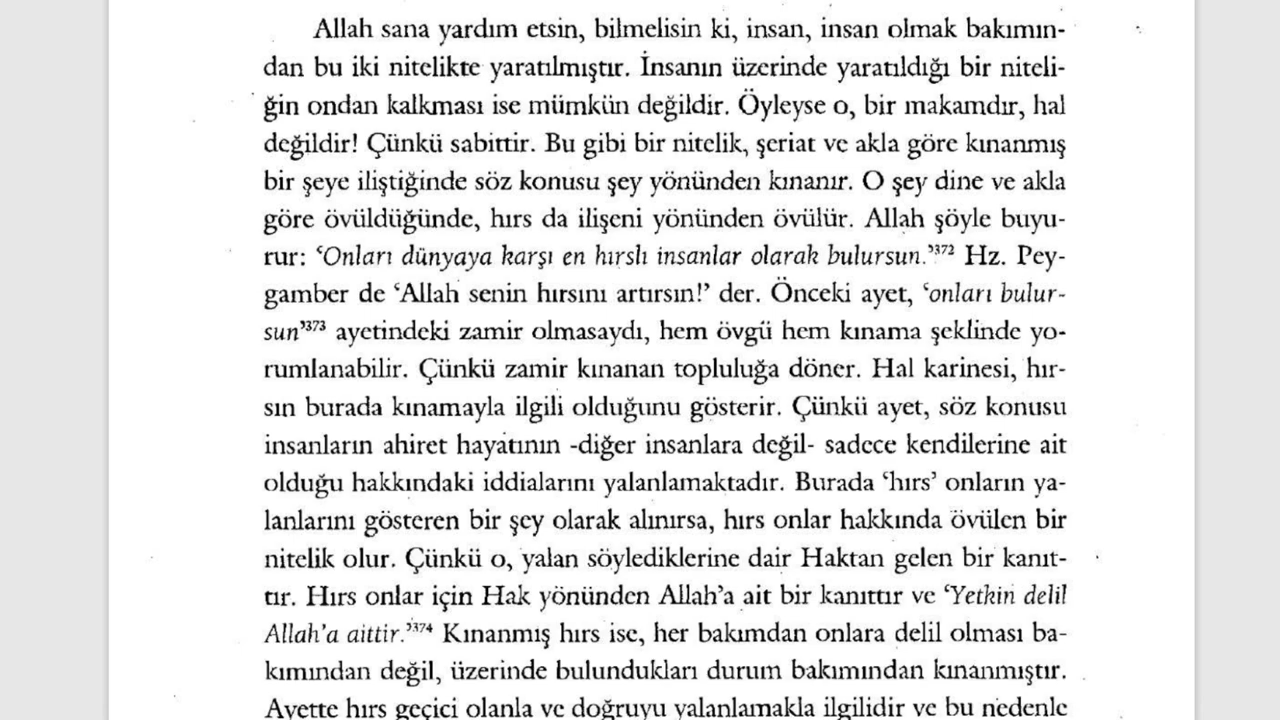 Allah sana yardım etsin, bilmelisin ki, insan, insan olmak bakımın-
dan bu iki nitelikte yaratılmıştır. İnsanın üzerinde yaratıldığı bir niteli-
ğin ondan kalkması ise mümkün değildir. Öyleyse o, bir makamdır, hal
değildir! Çünkü sabittir. Bu gibi bir nitelik, şeriat ve akla göre kınanmış
bir şeye iliştiğinde söz konusu şey yönünden kınanır. O şey dine ve akla
göre övüldüğünde, hırs da ilişeni yönünden övülür. Allah şöyle buyu-
rur: ‘Onları dünyaya karşı en hırslı insanlar olarak bulursun.’³⁷² Hz. Pey-
gamber de ‘Allah senin hırsını artırsın!’ der. Önceki ayet, ‘onları bulur-
sun’³⁷³ ayetindeki zamir olmasaydı, hem övgü hem kınama şeklinde yo-
rumlanabilir. Çünkü zamir kınanan topluluğa döner. Hal karinesi, hır-
sın burada kınamayla ilgili olduğunu gösterir. Çünkü ayet, söz konusu
insanların ahiret hayatının -diğer insanlara değil- sadece kendilerine ait
olduğu hakkındaki iddialarını yalanlamaktadır. Burada ‘hırs’ onların ya-
lanlarını gösteren bir şey olarak alınırsa, hırs onlar hakkında övülen bir
nitelik olur. Çünkü o, yalan söylediklerine dair Haktan gelen bir kanıt-
tır. Hırs onlar için Hak yönünden Allah’a ait bir kanıttır ve ‘Yetkin delil
Allah’a aittir.’³⁷⁴ Kınanmış hırs ise, her bakımdan onlara delil olması ba-
kımından değil, üzerinde bulundukları durum bakımından kınanmıştır.
Ayette hırs geçici olanla ve doğruyu yalanlamakla ilgilidir ve bu nedenle